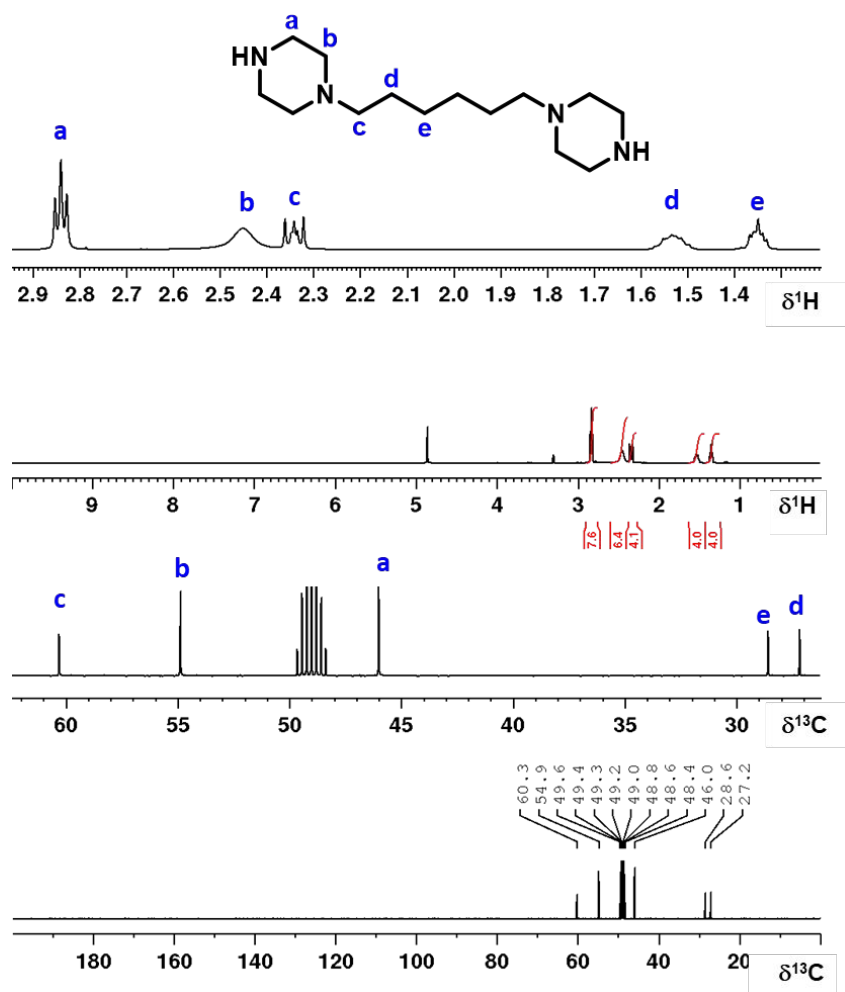 a
b
HN
N
d
c
e
N
NH
a
b
c
d
e
2.9 2.8 2.7 2.6 2.5 2.4 2.3 2.2 2.1 2.0 1.9 1.8 1.7 1.6 1.5 1.4
δ¹H
9 8 7 6 5 4 3 2 1
δ¹H
7.6 6.4 4.1 4.0 4.0
c
b
a
e
d
60 55 50 45 40 35 30
δ¹³C
60.3 54.9 49.6 49.4 49.3 49.2 49.0 48.8 48.6 48.4 46.0 28.6 27.2
180 160 140 120 100 80 60 40 20
δ¹³C